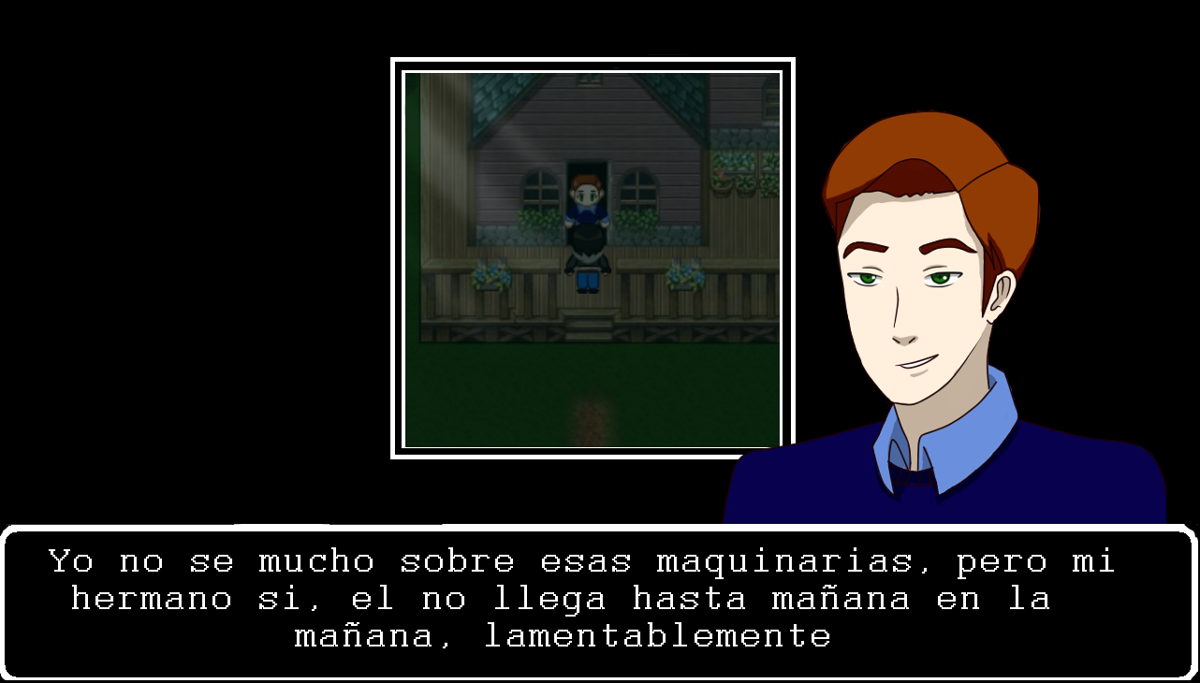 Yo no se mucho sobre esas maquinarias, pero mi
hermano si, el no llega hasta mañana en la
mañana, lamentablemente